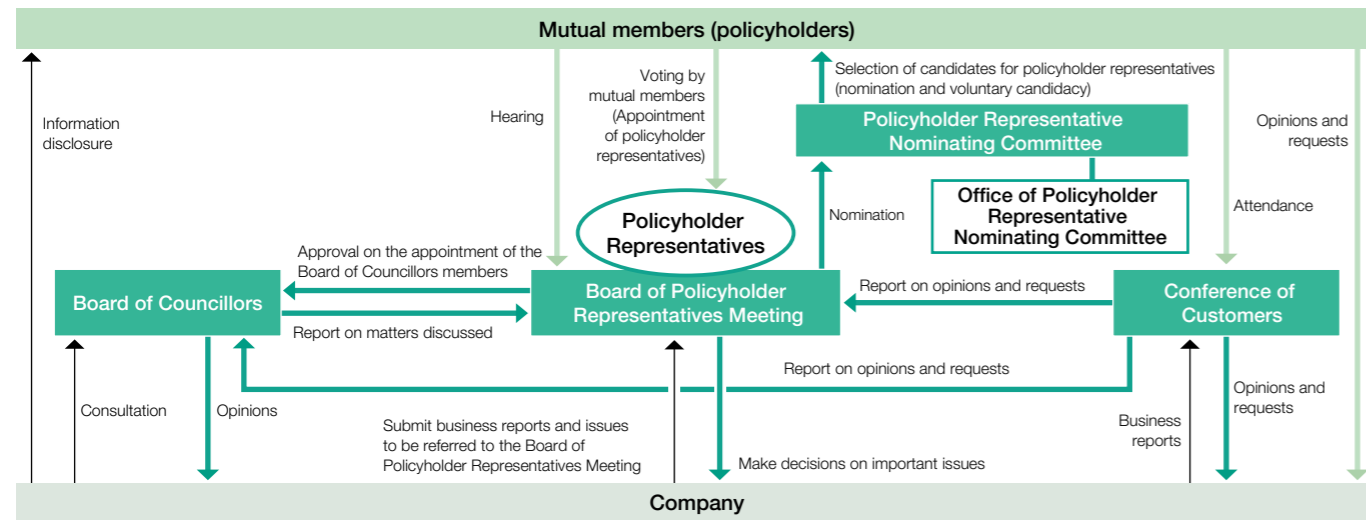 Mutual members (policyholders)
Information
disclosure
Hearing
Voting by
mutual members
(Appointment
of policyholder
representatives)
Selection of candidates for policyholder representatives
(nomination and voluntary candidacy)
Policyholder Representative
Nominating Committee
Opinions and
requests
Office of Policyholder
Representative
Nominating Committee
Attendance
Nomination
Policyholder
Representatives
Approval on the appointment of the
Board of Councillors members
Board of Councillors
Board of Policyholder
Representatives Meeting
Report on opinions and requests
Conference of
Customers
Report on matters discussed
Report on opinions and requests
Consultation
Opinions
Submit business reports and issues
to be referred to the Board of
Policyholder Representatives Meeting
Make decisions on important issues
Business
reports
Opinions and
requests
Company